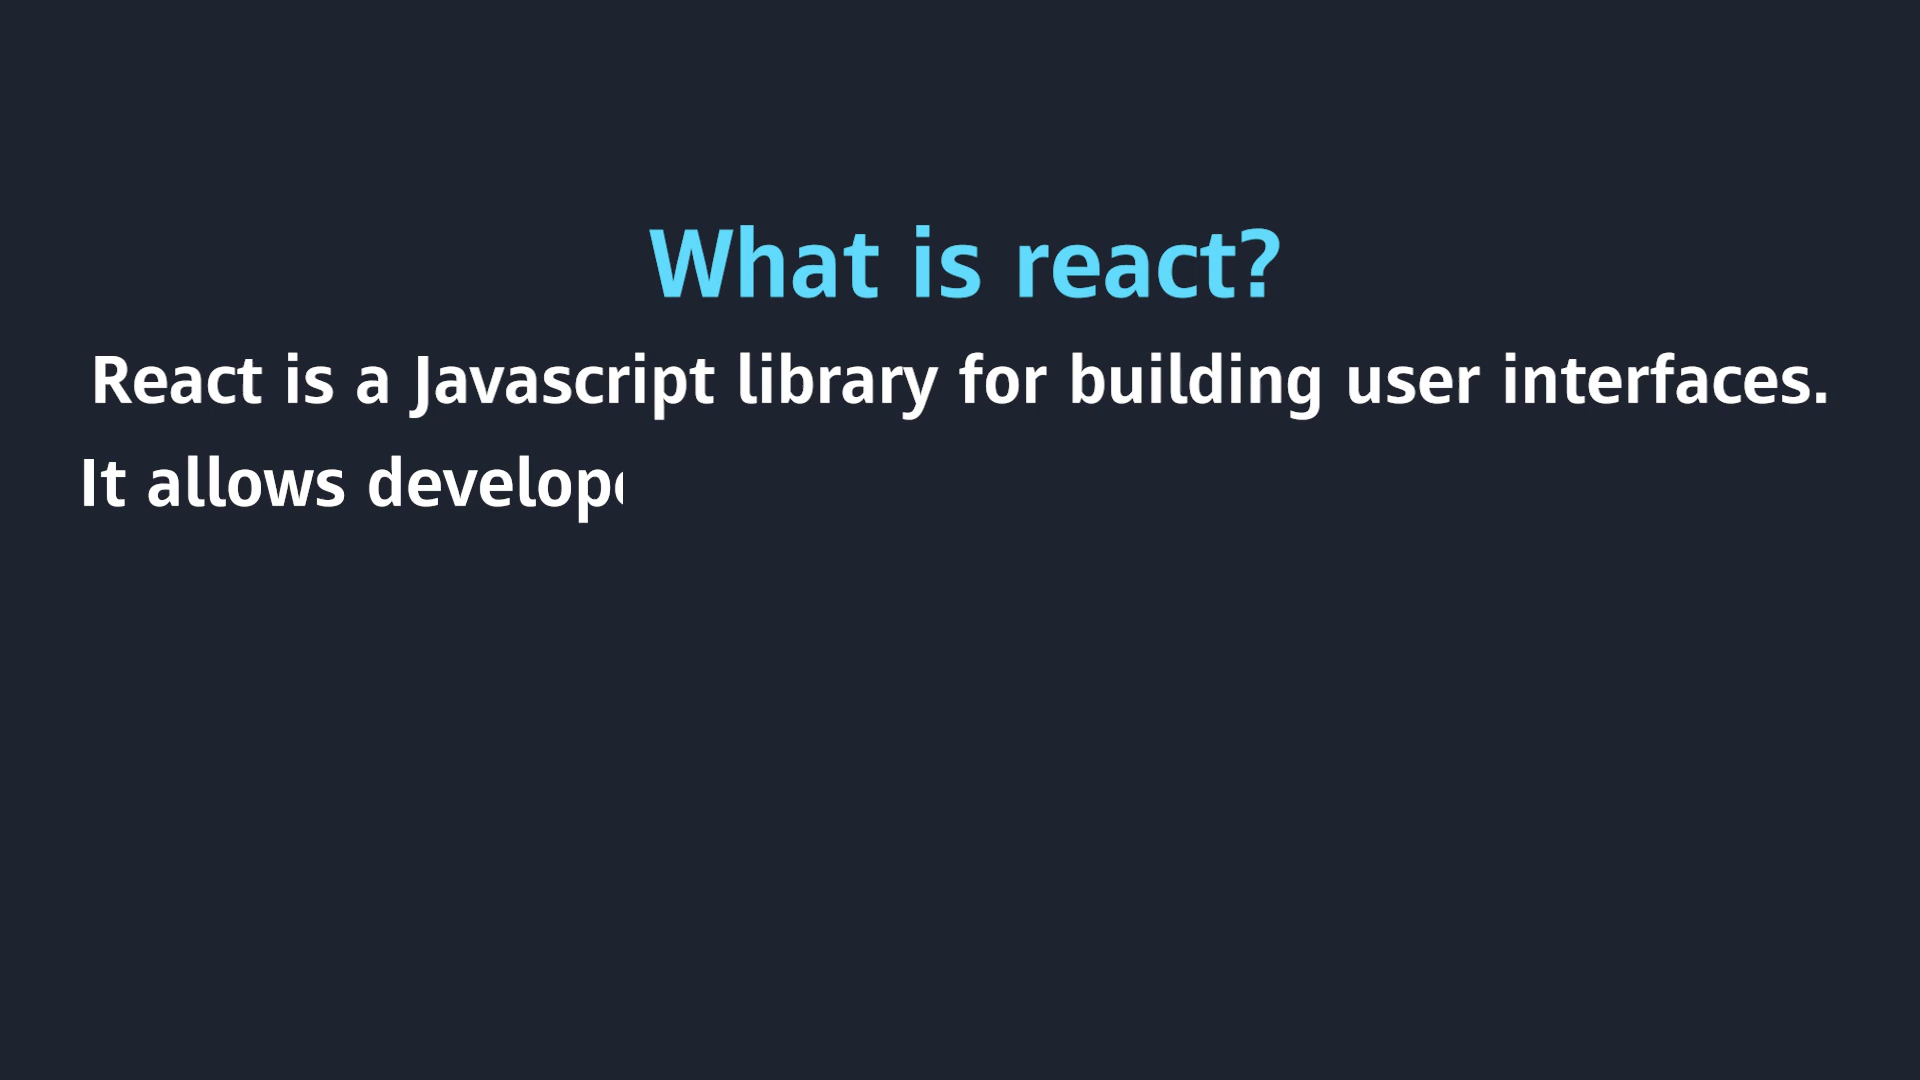 What is react?
React is a Javascript library for building user interfaces.
It allows